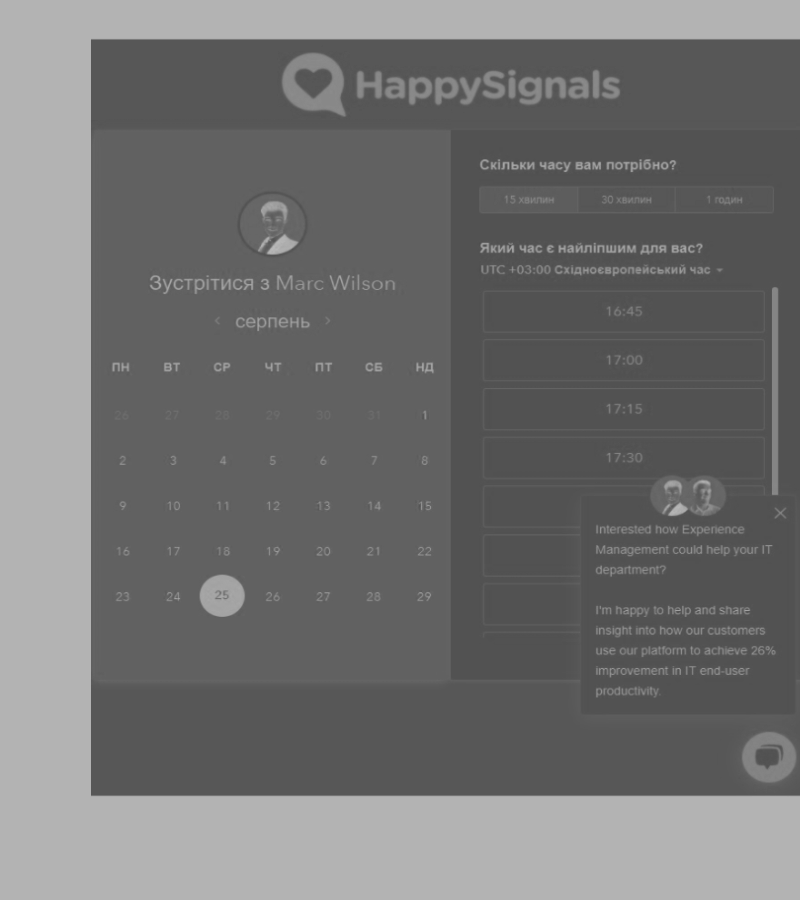 HappySignals
Зустрітися з Marc Wilson
серпень
ПН ВТ СР ЧТ ПТ СБ НД
26 27 28 29 30 31 1
2 3 4 5 6 7 8
9 10 11 12 13 14 15
16 17 18 19 20 21 22
23 24 25 26 27 28 29
Скільки часу вам потрібно?
15 хвилин 30 хвилин 1 годин
Який час є найліпшим для вас?
UTC +03:00 Східноєвропейський час
16:45
17:00
17:15
17:30
Interested how Experience
Management could help your IT
department?
I'm happy to help and share
insight into how our customers
use our platform to achieve 26%
improvement in IT end-user
productivity.